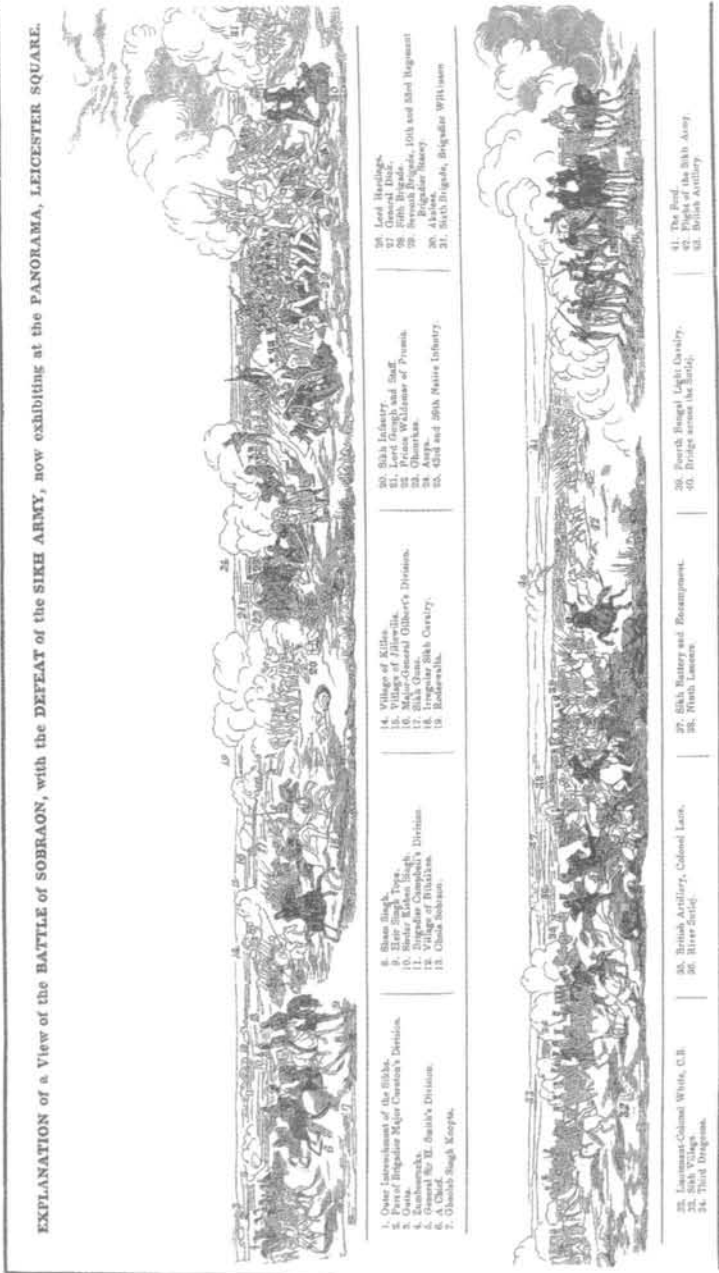 EXPLANATION of a View of the BATTLE of SOBRAON, with the DEFEAT of the SIKH ARMY, now exhibiting at the PANORAMA, LEICESTER SQUARE.
1. Outer Intrenchment of the Sikhs.
2. Part of Brigadier Major Cureton's Division.
3. Outta.
4. Zumboorucks.
5. General Sir H. Smith's Division.
6. A Chief.
7. Ghoolab Singh Koopta.
8. Sham Singh.
9. Heir Singh Topa.
10. Sirdar Kishen Singh.
11. Brigadier Campbell's Division.
12. Village of Nihalkee.
13. Chota Sobraon.
14. Village of Killee.
15. Village of Jillewilla.
16. Major-General Gilbert's Division.
17. Sikh Guns.
18. Irregular Sikh Cavalry.
19. Rodawalla.
20. Sikh Infantry.
21. Lord Gough and Staff.
22. Prince Waldemar of Prussia.
23. Ghoorkas.
24. Aseya.
25. 43rd and 59th Native Infantry.
26. Lord Hardinge.
27. General Dick.
28. Fifth Brigade.
29. Seventh Brigade, 10th and 53rd Regiment
Brigadier Stacey.
30. Akalees.
31. Sixth Brigade, Brigadier Wilkinson
32. Lieutenant-Colonel White, C.B.
33. Sikh Village.
34. Third Dragoons.
35. British Artillery, Colonel Lane.
36. River Sutlej.
37. Sikh Battery and Encampment.
38. Ninth Lancers.
39. Fourth Bengal Light Cavalry.
40. Bridge across the Sutlej.
41. The Ford.
42. Flight of the Sikh Army.
43. British Artillery.